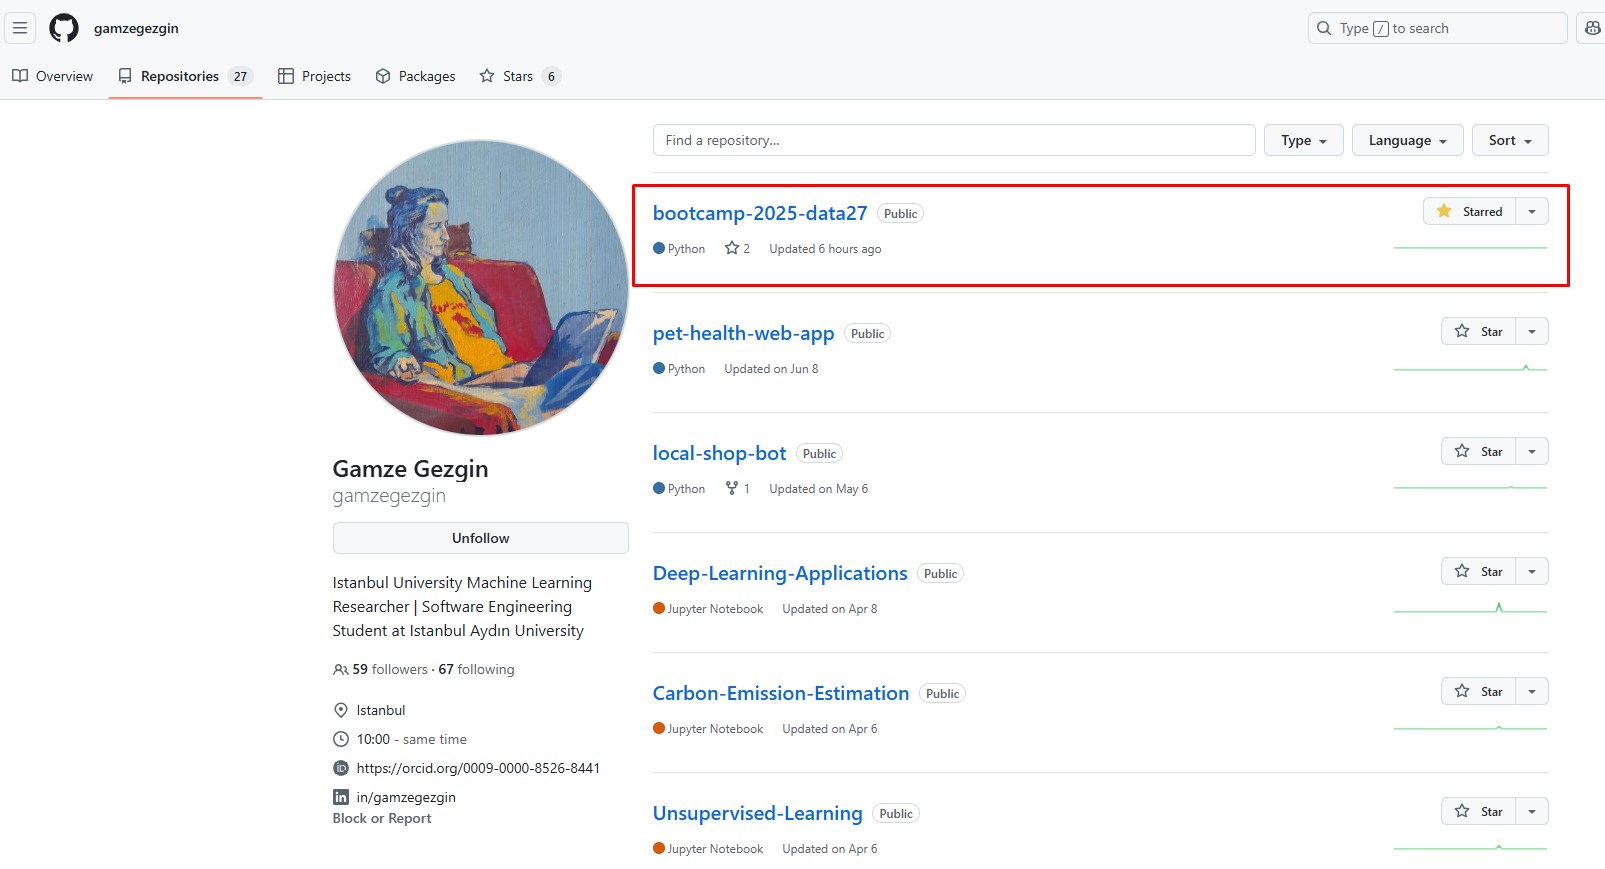 gamzegezgin
Type / to search
Overview Repositories 27 Projects Packages Stars 6
Find a repository...
Type Language Sort
bootcamp-2025-data27 Public
Starred
Python 2 Updated 6 hours ago
pet-health-web-app Public
Star
Python Updated on Jun 8
local-shop-bot Public
Star
Python 1 Updated on May 6
Deep-Learning-Applications Public
Star
Jupyter Notebook Updated on Apr 8
Carbon-Emission-Estimation Public
Star
Jupyter Notebook Updated on Apr 6
Unsupervised-Learning Public
Star
Jupyter Notebook Updated on Apr 6
Gamze Gezgin
gamzegezgin
Unfollow
Istanbul University Machine Learning
Researcher | Software Engineering
Student at Istanbul Aydın University
59 followers · 67 following
Istanbul
10:00 - same time
iD https://orcid.org/0009-0000-8526-8441
in in/gamzegezgin
Block or Report